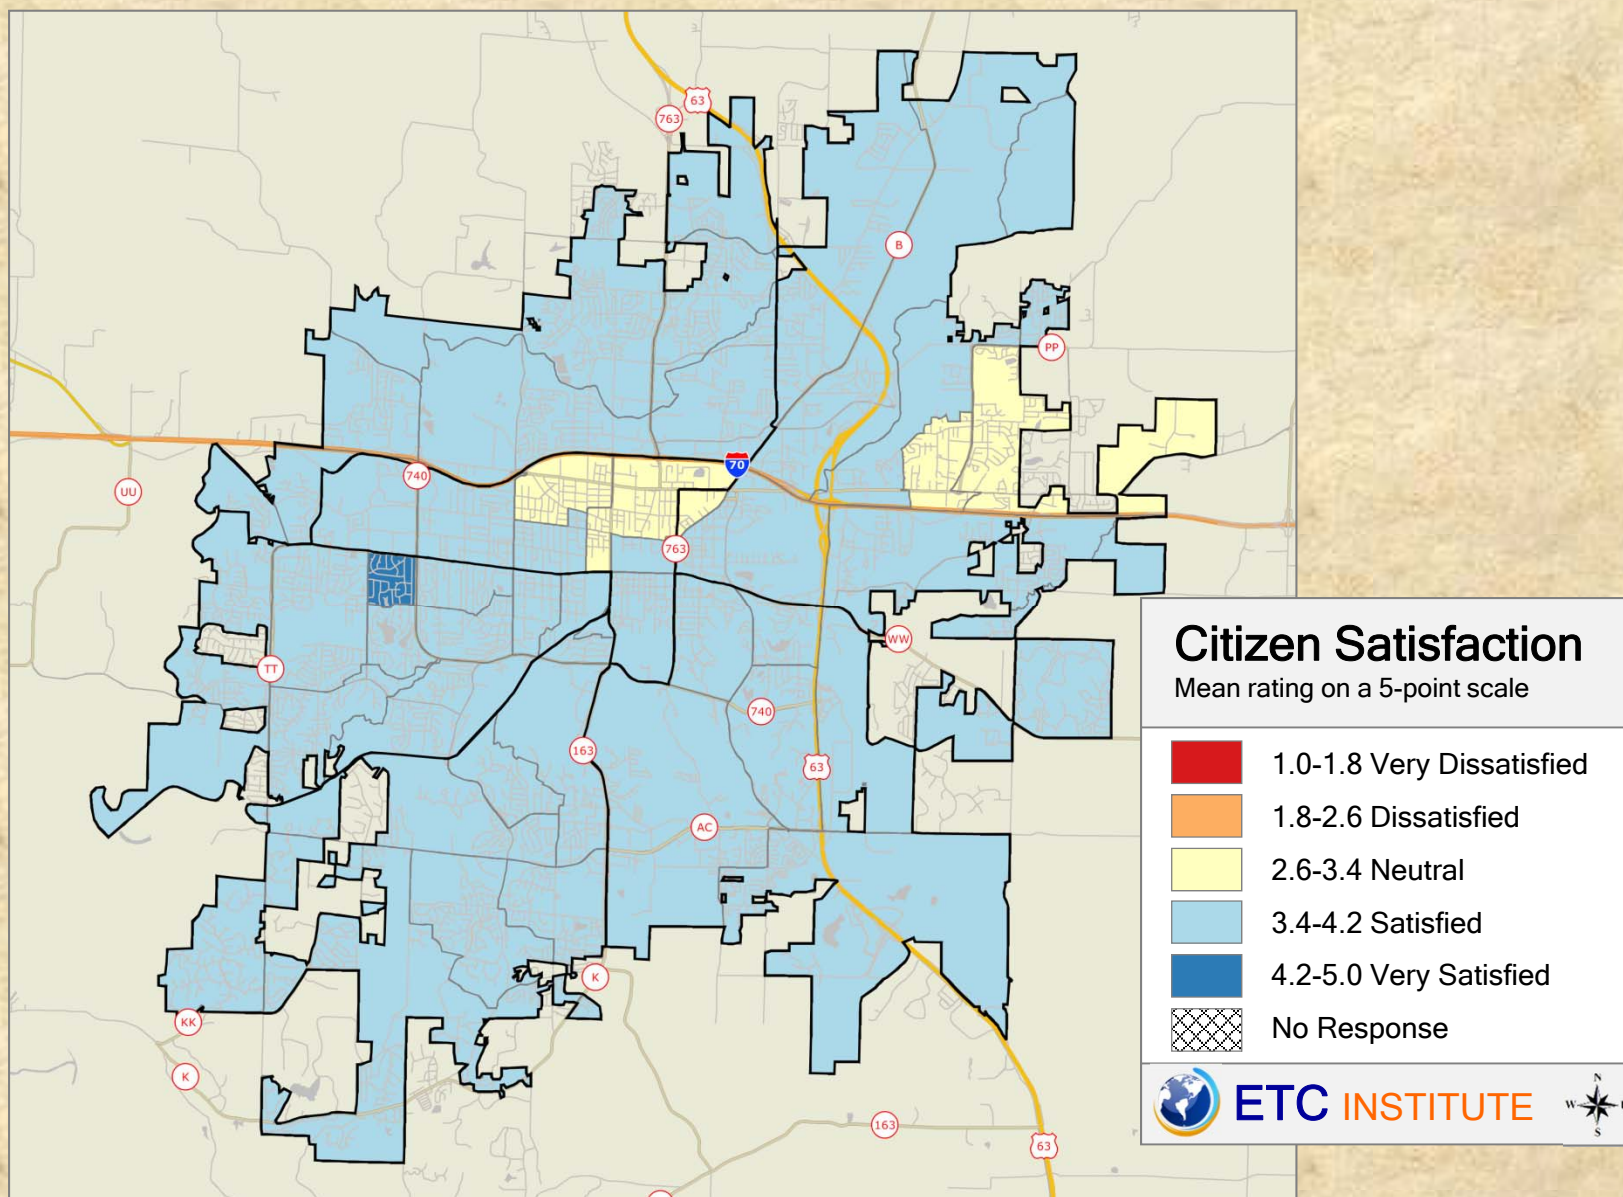 63
763
B
PP
70
740
UU
763
WW
TT
740
163
63
AC
K
KK
K
163
63
Citizen Satisfaction
Mean rating on a 5-point scale
1.0-1.8 Very Dissatisfied
1.8-2.6 Dissatisfied
2.6-3.4 Neutral
3.4-4.2 Satisfied
4.2-5.0 Very Satisfied
No Response
ETC INSTITUTE
N
W
S